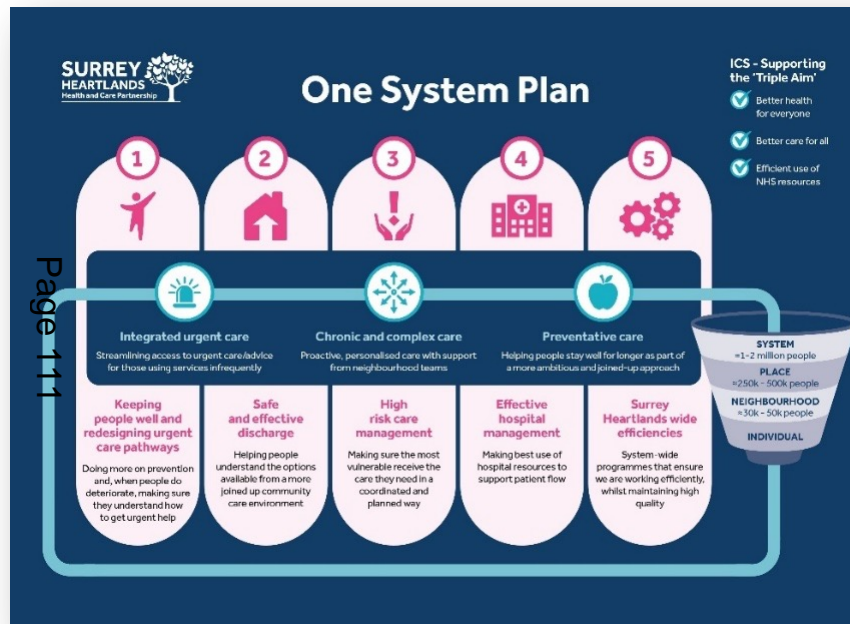 SURREY
HEARTLANDS
Health and Care Partnership
One System Plan
ICS - Supporting
the 'Triple Aim'
Better health
for everyone
Better care for all
Efficient use of
NHS resources
1
2
3
4
5
Integrated urgent care
Streamlining access to urgent care/advice
for those using services infrequently
Chronic and complex care
Proactive, personalised care with support
from neighbourhood teams
Preventative care
Helping people stay well for longer as part of
a more ambitious and joined-up approach
SYSTEM
≈1-2 million people
PLACE
≈250k - 500k people
NEIGHBOURHOOD
≈30k - 50k people
INDIVIDUAL
Keeping
people well and
redesigning urgent
care pathways
Doing more on prevention
and, when people do
deteriorate, making sure
they understand how
to get urgent help
Safe
and effective
discharge
Helping people
understand the options
available from a more
joined up community
care environment
High
risk care
management
Making sure the most
vulnerable receive the
care they need in a
coordinated and
planned way
Effective
hospital
management
Making best use of
hospital resources to
support patient flow
Surrey
Heartlands wide
efficiencies
System-wide
programmes that ensure
we are working efficiently,
whilst maintaining high
quality
Page 111